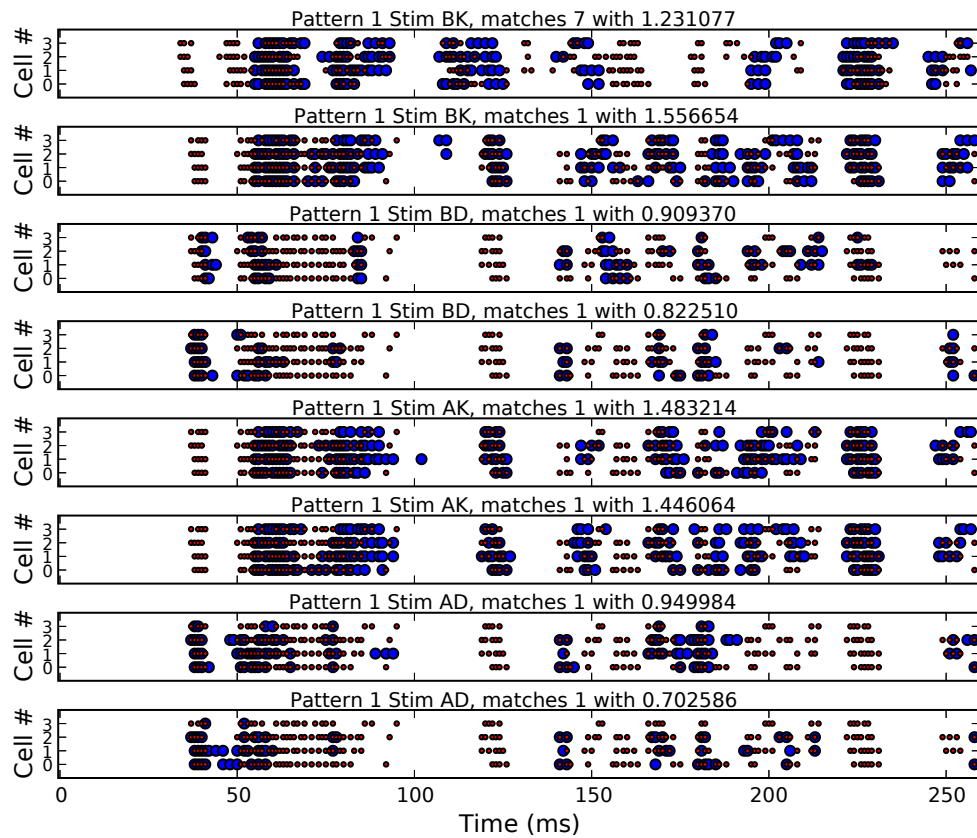 Pattern 1 Stim BK, matches 7 with 1.231077
Cell #
3
2
1
0
Pattern 1 Stim BK, matches 1 with 1.556654
Cell #
3
2
1
0
Pattern 1 Stim BD, matches 1 with 0.909370
Cell #
3
2
1
0
Pattern 1 Stim BD, matches 1 with 0.822510
Cell #
3
2
1
0
Pattern 1 Stim AK, matches 1 with 1.483214
Cell #
3
2
1
0
Pattern 1 Stim AK, matches 1 with 1.446064
Cell #
3
2
1
0
Pattern 1 Stim AD, matches 1 with 0.949984
Cell #
3
2
1
0
Pattern 1 Stim AD, matches 1 with 0.702586
Cell #
3
2
1
0
0 50 100 150 200 250
Time (ms)